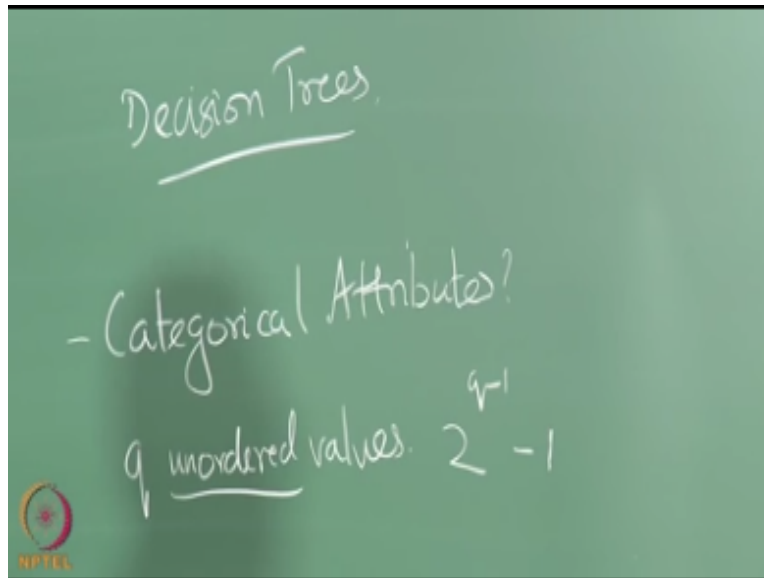 Decision Trees.
- Categorical Attributes?
q unordered values. 2^{q-1} - 1
NPTEL